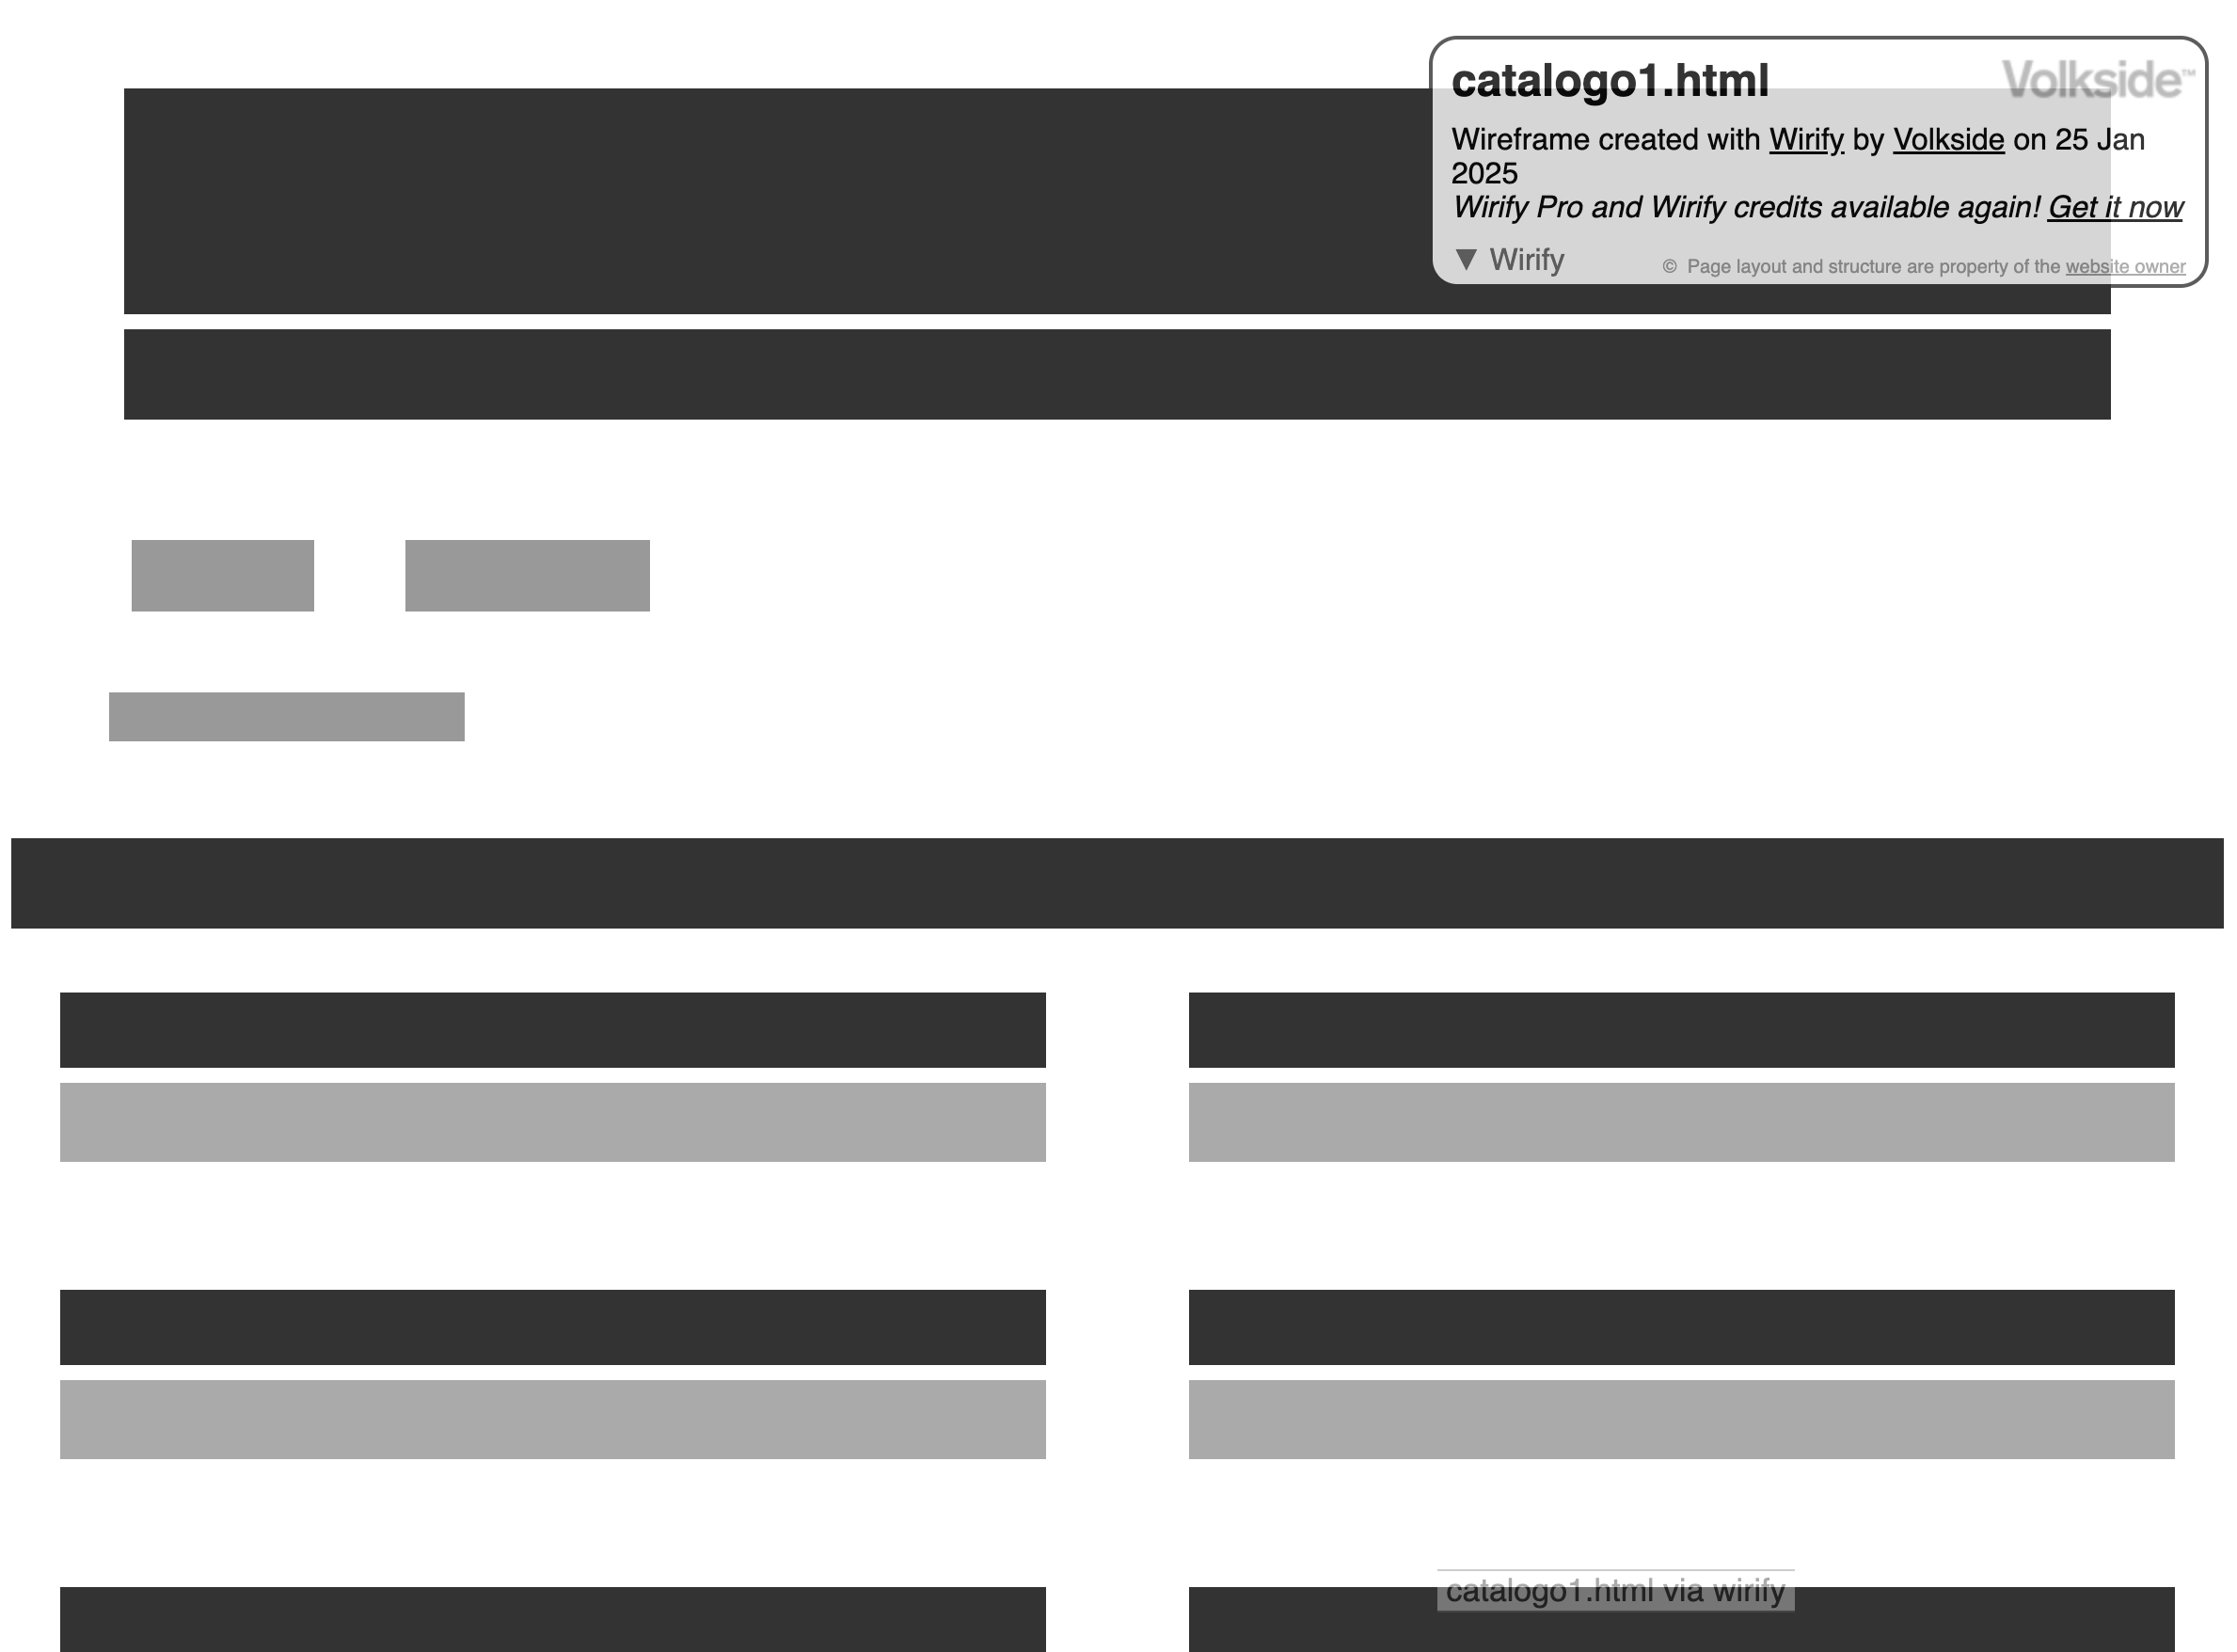 catalogo1.html
Volkside™
Wireframe created with Wirify by Volkside on 25 Jan
2025
Wirify Pro and Wirify credits available again! Get it now
▼ Wirify
© Page layout and structure are property of the website owner
catalogo1.html via wirify